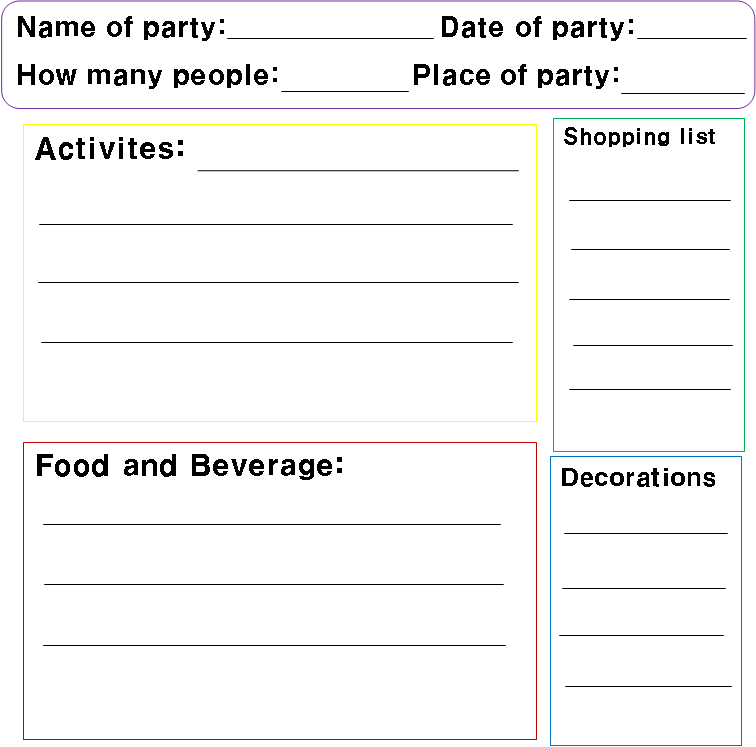 Name of party: Date of party:
How many people: Place of party:
Activites:
Shopping list
Food and Beverage:
Decorations